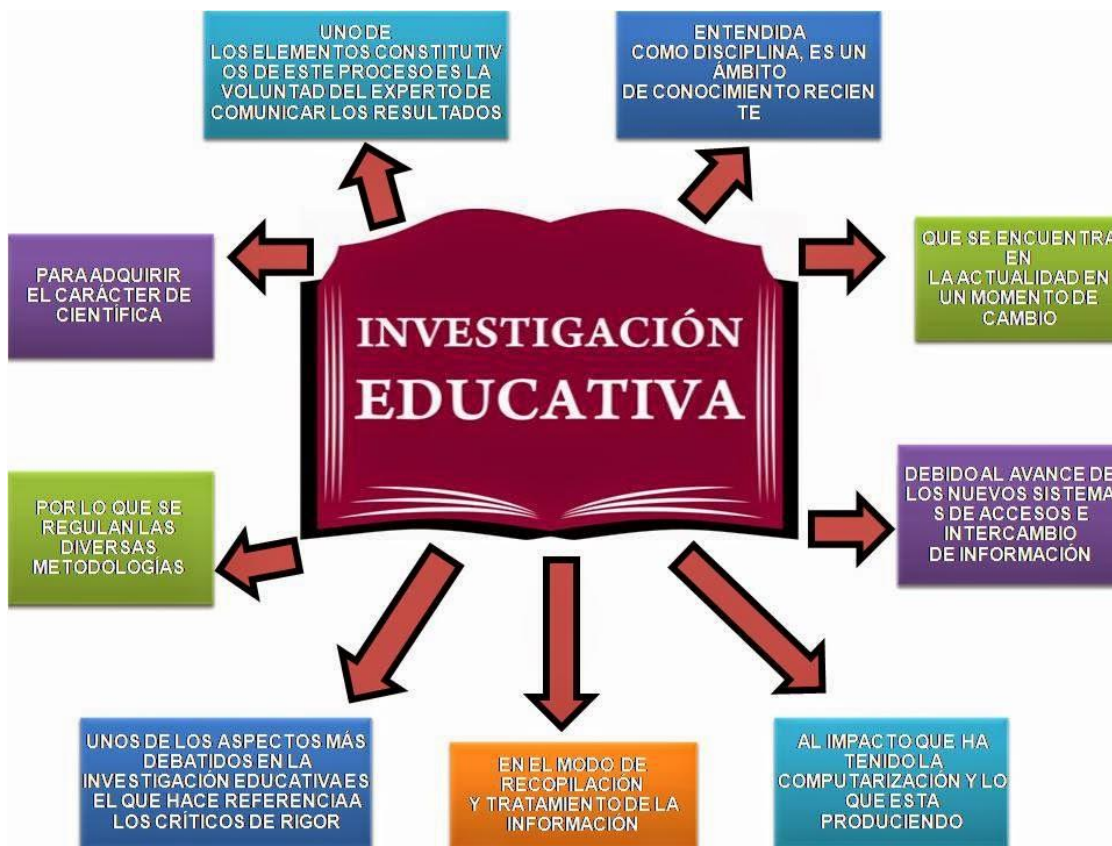 UNO DE
LOS ELEMENTOS CONSTITUTIV
OS DE ESTE PROCESO ES LA
VOLUNTAD DEL EXPERTO DE
COMUNICAR LOS RESULTADOS
ENTENDIDA
COMO DISCIPLINA, ES UN
ÁMBITO
DE CONOCIMIENTO RECIEN
TE
QUE SE ENCUENTRA
EN
LA ACTUALIDAD EN
UN MOMENTO DE
CAMBIO
PARA ADQUIRIR
EL CARÁCTER DE
CIENTÍFICA
INVESTIGACIÓN
EDUCATIVA
DEBIDO AL AVANCE DE
LOS NUEVOS SISTEMA
S DE ACCESOS E
INTERCAMBIO
DE INFORMACIÓN
POR LO QUE SE
REGULAN LAS
DIVERSAS
METODOLOGÍAS
UNOS DE LOS ASPECTOS MÁS
DEBATIDOS EN LA
INVESTIGACIÓN EDUCATIVA ES
EL QUE HACE REFERENCIA A
LOS CRÍTICOS DE RIGOR
EN EL MODO DE
RECOPILACIÓN
Y TRATAMIENTO DE LA
INFORMACIÓN
AL IMPACTO QUE HA
TENIDO LA
COMPUTARIZACIÓN Y LO
QUE ESTA
PRODUCIENDO